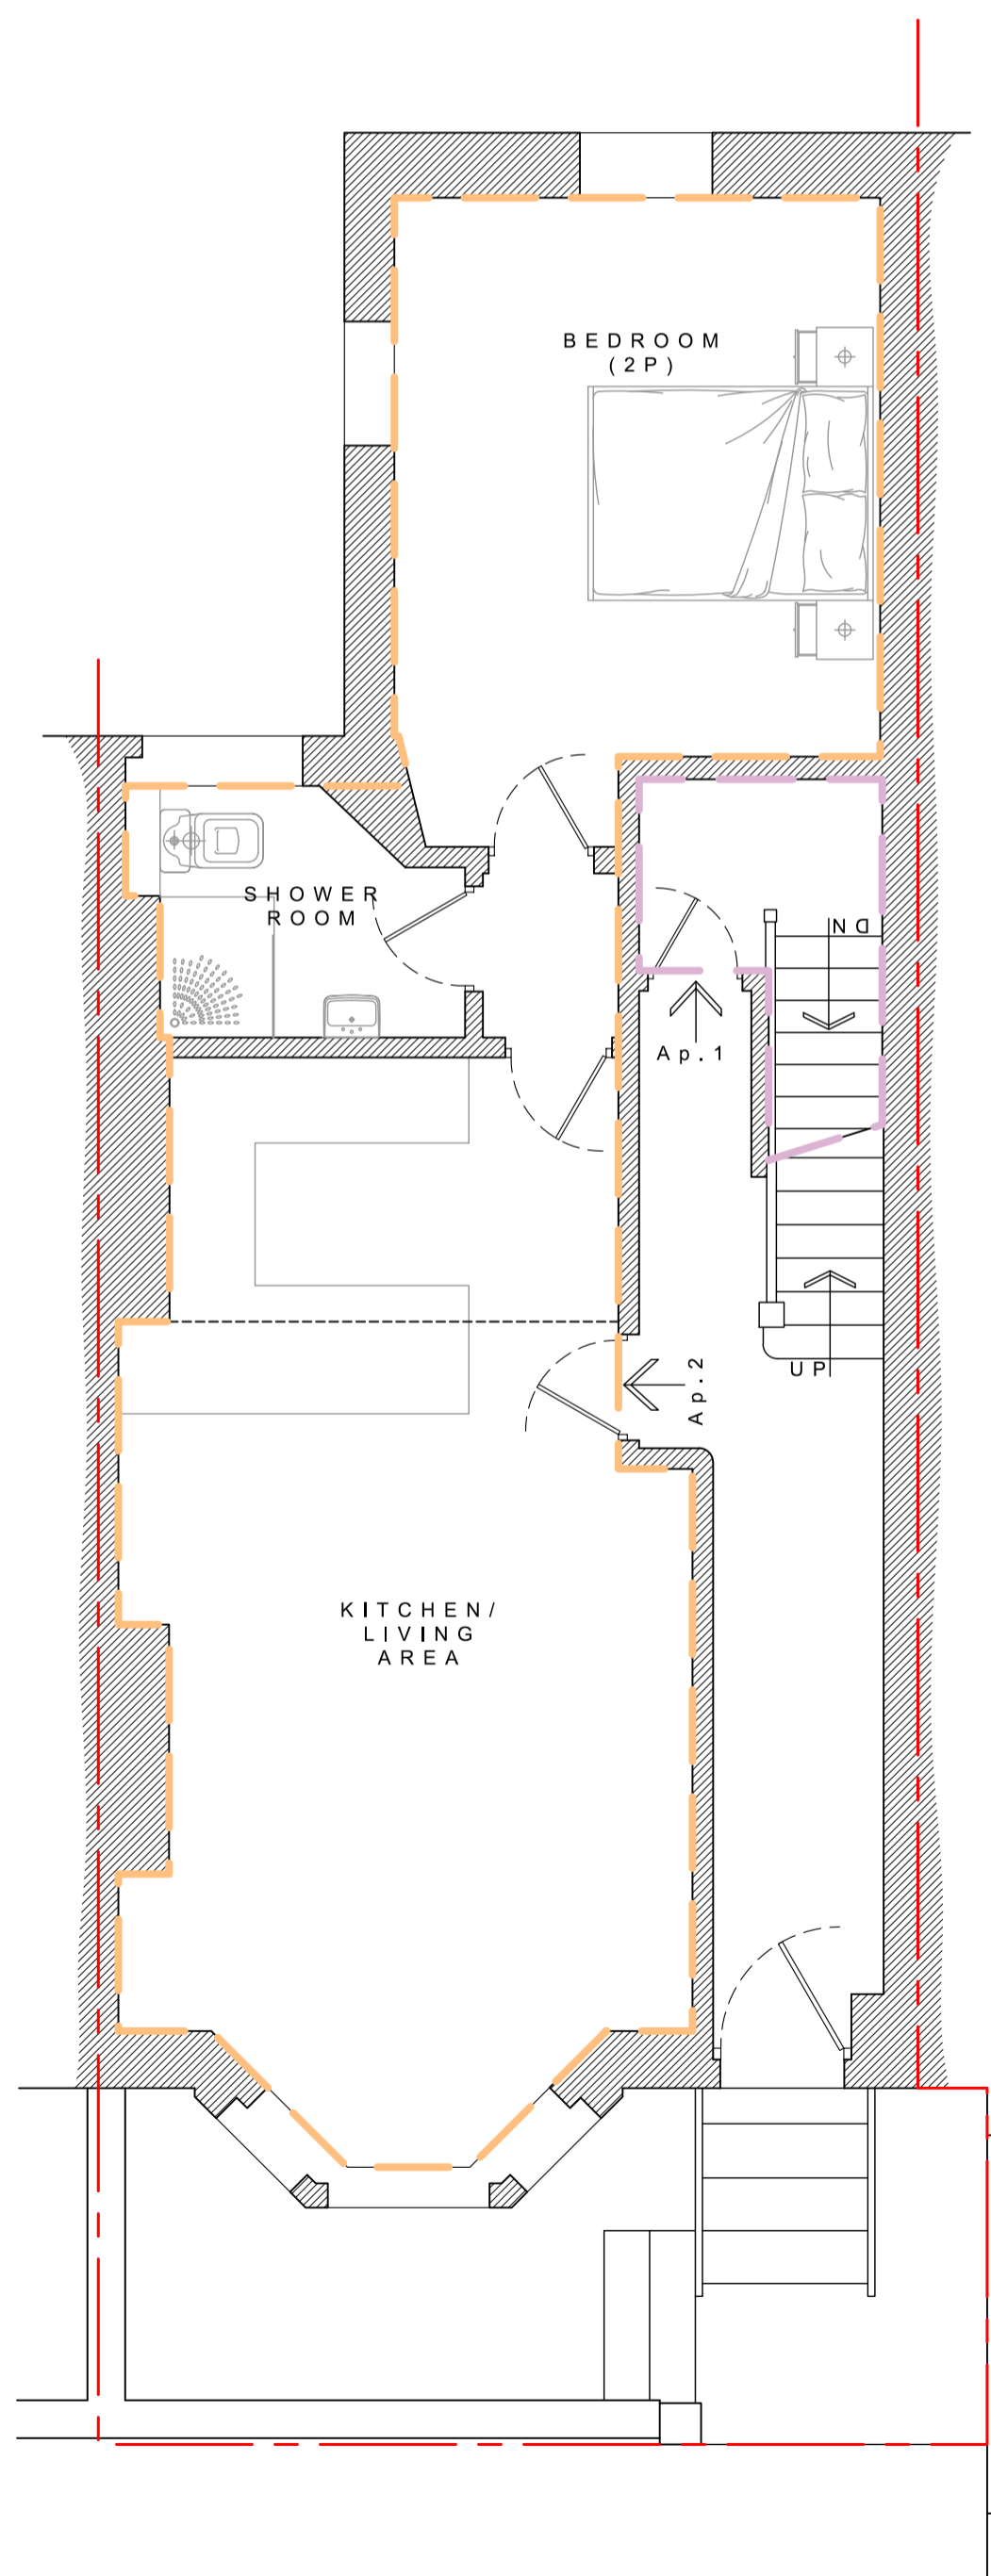 BEDROOM
(2P)
SHOWER
ROOM
DN
Ap.1
UP
Ap.2
KITCHEN/
LIVING
AREA